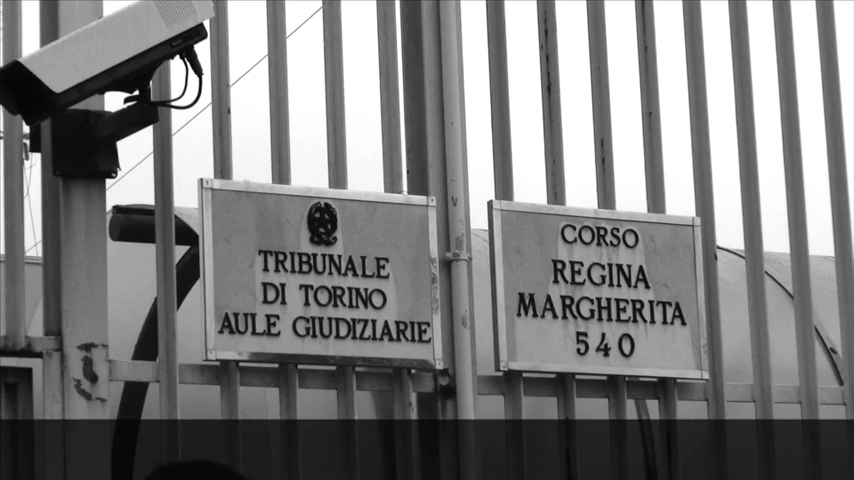 TRIBUNALE
DI TORINO
AULE GIUDIZIARIE
CORSO
REGINA
MARGHERITA
540